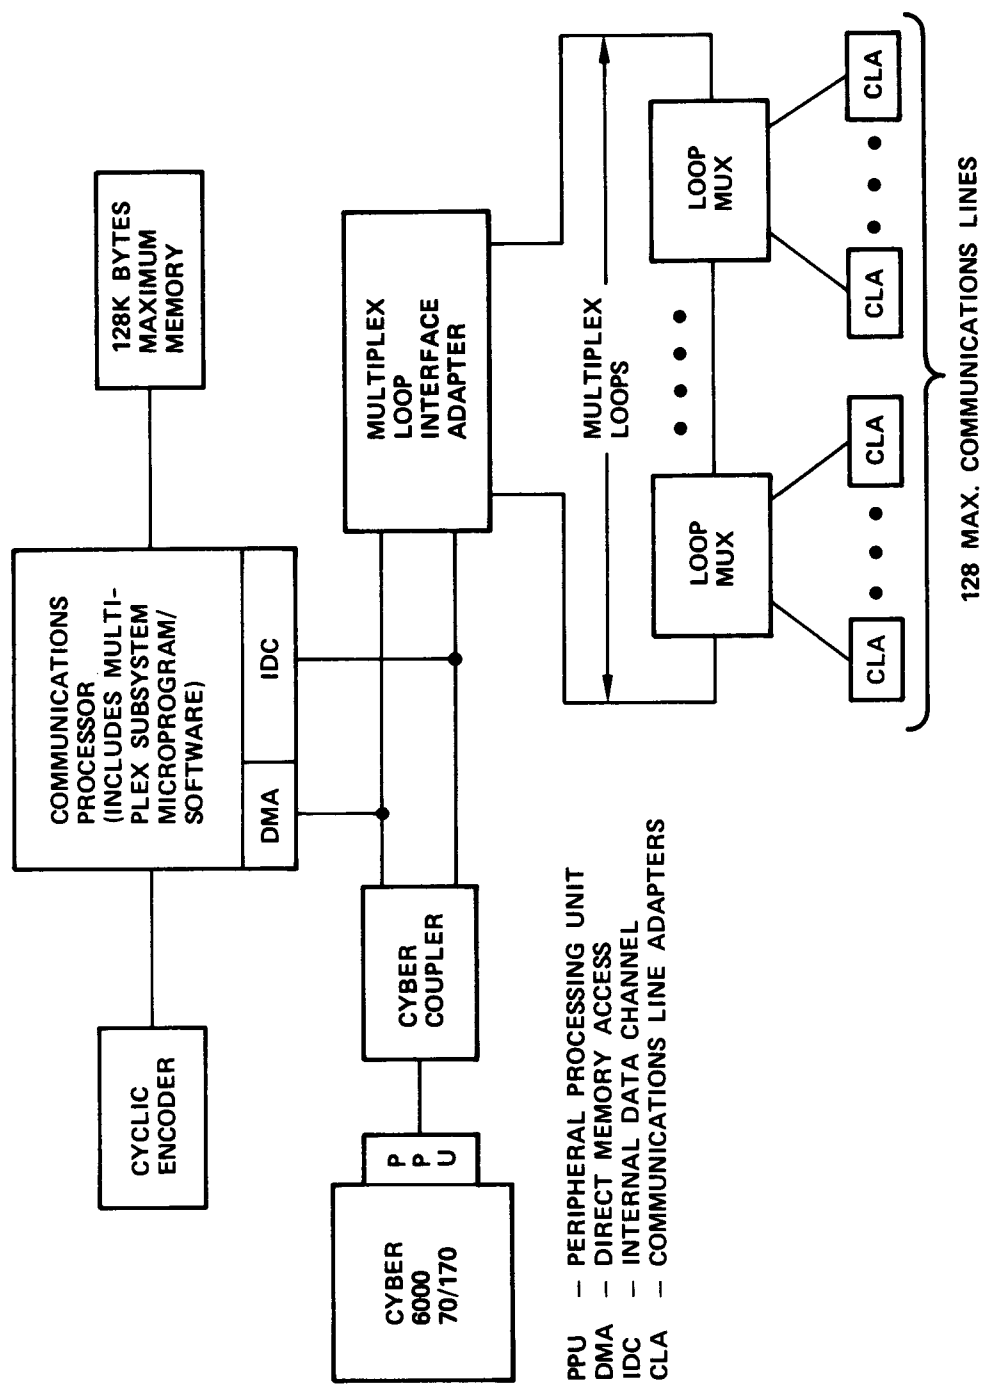 CYCLIC
ENCODER
COMMUNICATIONS
PROCESSOR
(INCLUDES MULTI-
PLEX SUBSYSTEM
MICROPROGRAM/
SOFTWARE)
DMA
IDC
128K BYTES
MAXIMUM
MEMORY
CYBER
6000
70/170
P
P
U
CYBER
COUPLER
MULTIPLEX
LOOP
INTERFACE
ADAPTER
MULTIPLEX
LOOPS
LOOP
MUX
LOOP
MUX
CLA
CLA
CLA
CLA
128 MAX. COMMUNICATIONS LINES
PPU — PERIPHERAL PROCESSING UNIT
DMA — DIRECT MEMORY ACCESS
IDC — INTERNAL DATA CHANNEL
CLA — COMMUNICATIONS LINE ADAPTERS